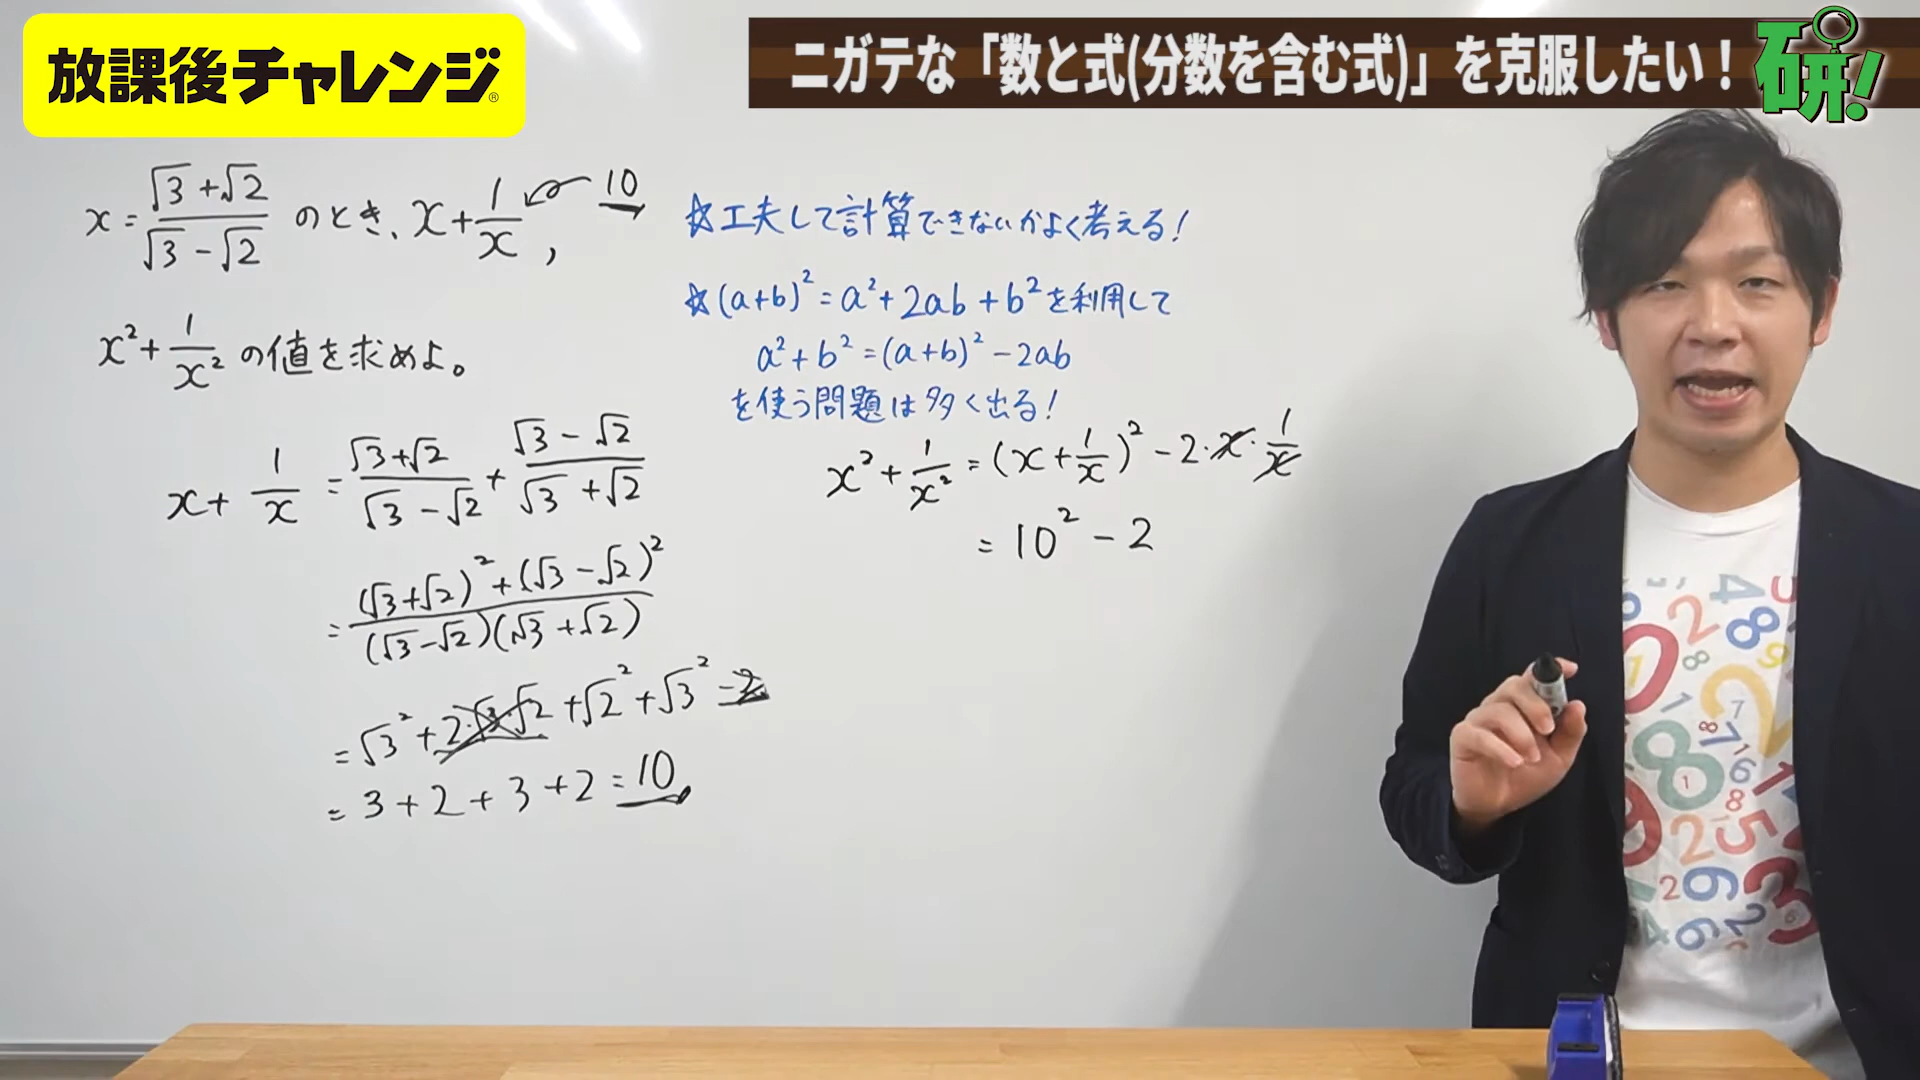 放課後チャレンジ®
ニガテな「数と式(分数を含む式)」を克服したい！
研！
x = (√3+√2)/(√3-√2) のとき、x + 1/x, 10
x² + 1/x² の値を求めよ。
☆工夫して計算できないかよく考える！
☆(a+b)² = a² + 2ab + b² を利用して
a² + b² = (a+b)² - 2ab
を使う問題は多く出る！
x + 1/x = (√3+√2)/(√3-√2) + (√3-√2)/(√3+√2)
= ((√3+√2)² + (√3-√2)²)/((√3-√2)(√3+√2))
= √3² + 2·√3·√2 + √2² + √3² - 2
= 3 + 2 + 3 + 2 = 10
x² + 1/x² = (x + 1/x)² - 2·x·1/x
= 10² - 2